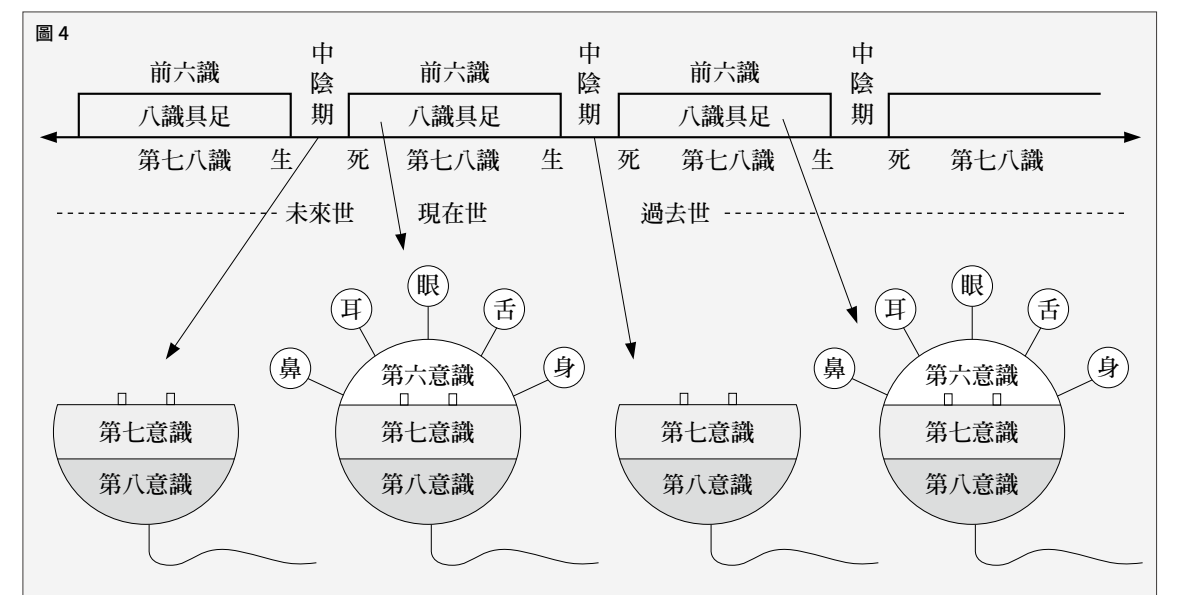 圖 4
前六識
中陰期
前六識
中陰期
前六識
中陰期
八識具足
八識具足
八識具足
第七八識 生 死 第七八識 生 死 第七八識 生 死 第七八識
未來世 現在世 過去世
眼
耳
舌
鼻
身
第六意識
眼
耳
舌
鼻
身
第六意識
第七意識
第七意識
第七意識
第七意識
第八意識
第八意識
第八意識
第八意識